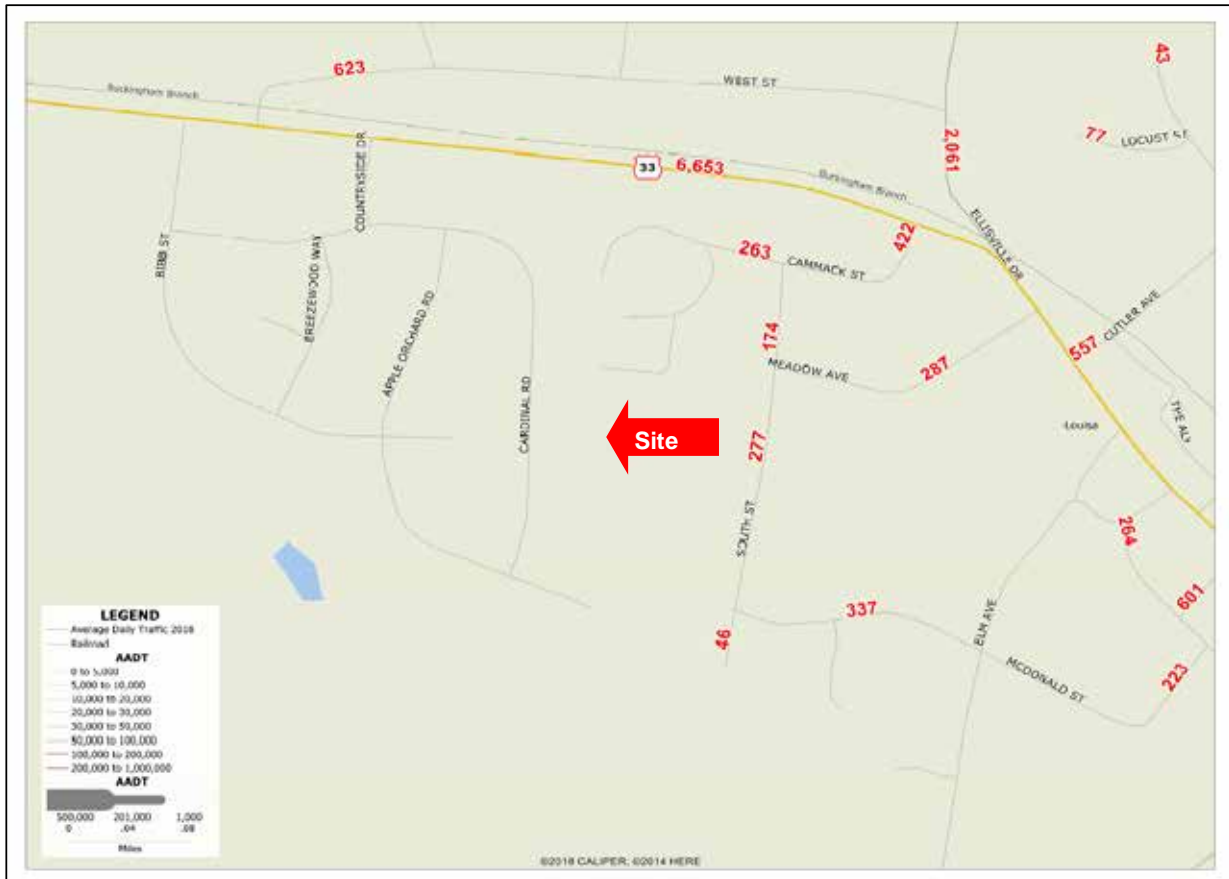 43
623
WEST ST
Buckingham Branch
2,061
77
LOCUST ST
COUNTRYSIDE DR
33
6,653
Buckingham Branch
ELLISVILLE DR
422
BIBB ST
BREEZEWOOD WAY
263
CAMMACK ST
APPLE ORCHARD RD
174
CUTLER AVE
557
MEADOW AVE
287
CARDINAL RD
THE ALY
Louisa
Site
277
SOUTH ST
264
601
337
ELM AVE
46
MCDONALD ST
223
LEGEND
Average Daily Traffic 2018
Railroad
AADT
0 to 5,000
5,000 to 10,000
10,000 to 20,000
20,000 to 30,000
30,000 to 50,000
50,000 to 100,000
100,000 to 200,000
200,000 to 1,000,000
AADT
500,000 201,000 1,000
0 .04 .08
Miles
©2018 CALIPER; ©2014 HERE